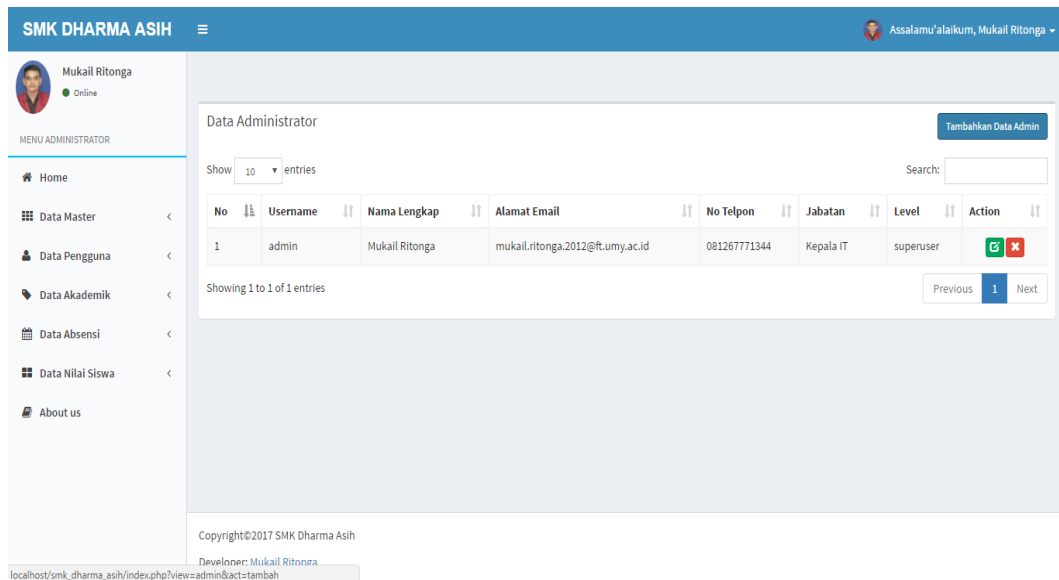 SMK DHARMA ASIH
Assalamu'alaikum, Mukail Ritonga
Mukail Ritonga
Online
MENU ADMINISTRATOR
Home
Data Master
Data Pengguna
Data Akademik
Data Absensi
Data Nilai Siswa
About us
Data Administrator
Tambahkan Data Admin
Show 10 entries
Search:
No Username Nama Lengkap Alamat Email No Telpon Jabatan Level Action
1 admin Mukail Ritonga mukail.ritonga.2012@ft.umy.ac.id 081267771344 Kepala IT superuser
Showing 1 to 1 of 1 entries
Previous 1 Next
Copyright©2017 SMK Dharma Asih
Developer: Mukail Ritonga
localhost/smk_dharma_asih/index.php?view=admin&act=tambah